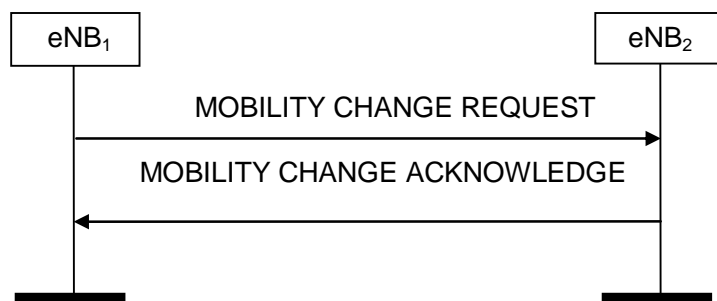 eNB₁
eNB₂
MOBILITY CHANGE REQUEST
MOBILITY CHANGE ACKNOWLEDGE